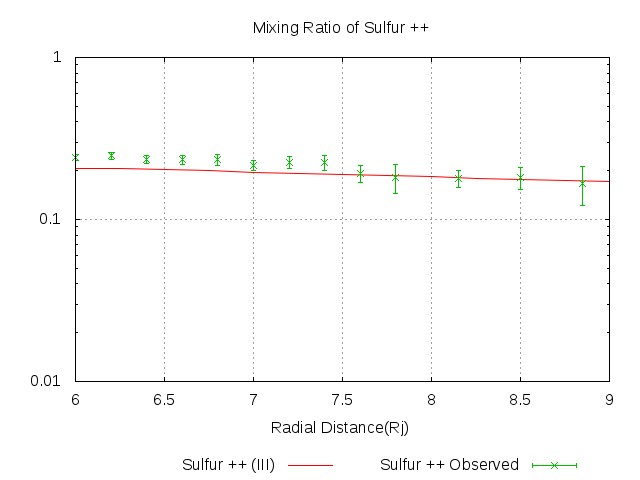 Mixing Ratio of Sulfur ++
1
0.1
0.01
6 6.5 7 7.5 8 8.5 9
Radial Distance(Rj)
Sulfur ++ (III) Sulfur ++ Observed